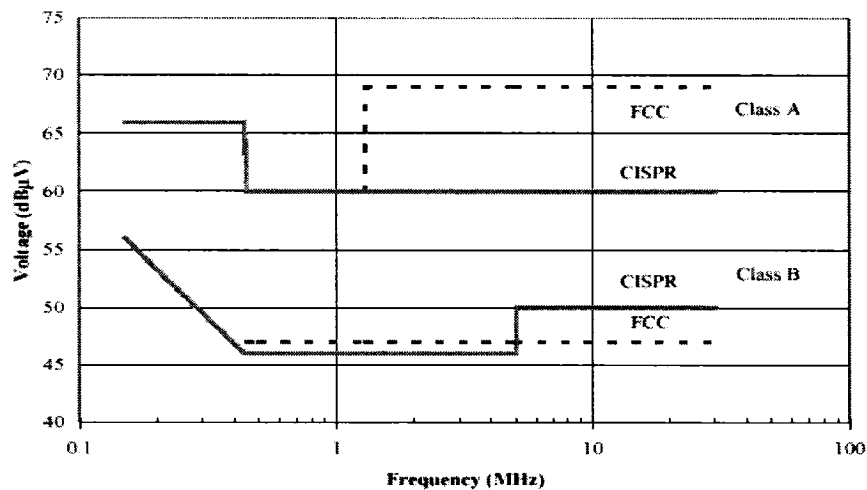 75
70
65
60
55
50
45
40
Voltage (dBµV)
FCC Class A
CISPR
CISPR Class B
FCC
0.1 1 10 100
Frequency (MHz)